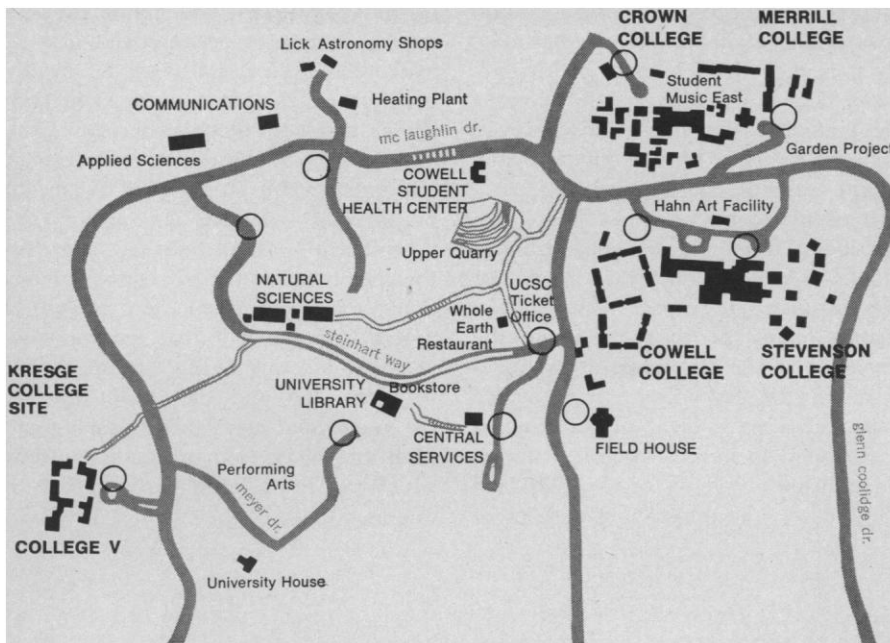 CROWN
COLLEGE
MERRILL
COLLEGE
Lick Astronomy Shops
Student
Music East
COMMUNICATIONS
Heating Plant
mc laughlin dr.
Applied Sciences
Garden Project
COWELL
STUDENT
HEALTH CENTER
Hahn Art Facility
Upper Quarry
NATURAL
SCIENCES
UCSC
Ticket
Office
Whole
Earth
Restaurant
steinhart way
COWELL
COLLEGE
STEVENSON
COLLEGE
KRESGE
COLLEGE
SITE
UNIVERSITY
LIBRARY
Bookstore
CENTRAL
SERVICES
FIELD HOUSE
glenn coolidge dr.
Performing
Arts
meyer dr.
COLLEGE V
University House